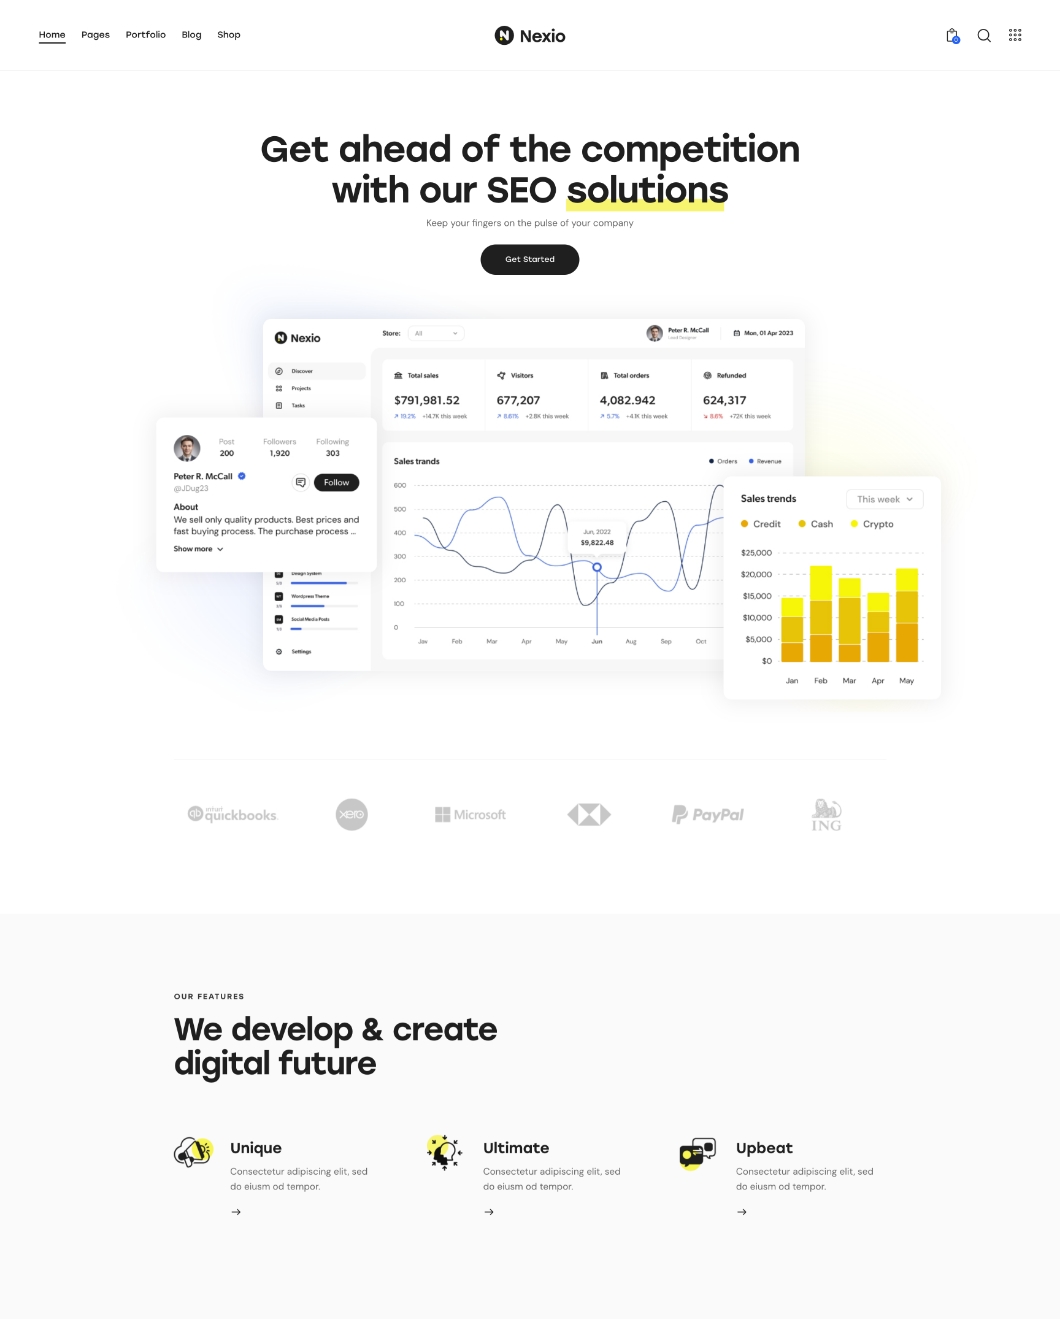 Home Pages Portfolio Blog Shop
Nexio
0
Get ahead of the competition
with our SEO solutions
Keep your fingers on the pulse of your company
Get Started
Nexio
Store: All
Peter R. McCall
Lead Designer
Mon, 01 Apr 2023
Discover
Projects
Tasks
Total sales
$791,981.52
19.2% +14.7K this week
Visitors
677,207
8.61% +2.8K this week
Total orders
4,082.942
5.7% +4.1K this week
Refunded
624,317
8.6% +72K this week
Post Followers Following
200 1,920 303
Peter R. McCall
@JDug23
Follow
About
We sell only quality products. Best prices and
fast buying process. The purchase process ...
Show more
Design System
Wordpress Theme
Social Media Posts
Settings
Sales trands
Orders Revenue
600
500
400
300
200
100
0
Jun, 2022
$9,822.48
Jav Feb Mar Apr May Jun Aug Sep Oct
Sales trends
This week
Credit Cash Crypto
$25,000
$20,000
$15,000
$10,000
$5,000
$0
Jan Feb Mar Apr May
intuit
qb quickbooks
xero
Microsoft
PayPal
ING
OUR FEATURES
We develop & create
digital future
Unique
Consectetur adipiscing elit, sed
do eiusm od tempor.
Ultimate
Consectetur adipiscing elit, sed
do eiusm od tempor.
Upbeat
Consectetur adipiscing elit, sed
do eiusm od tempor.